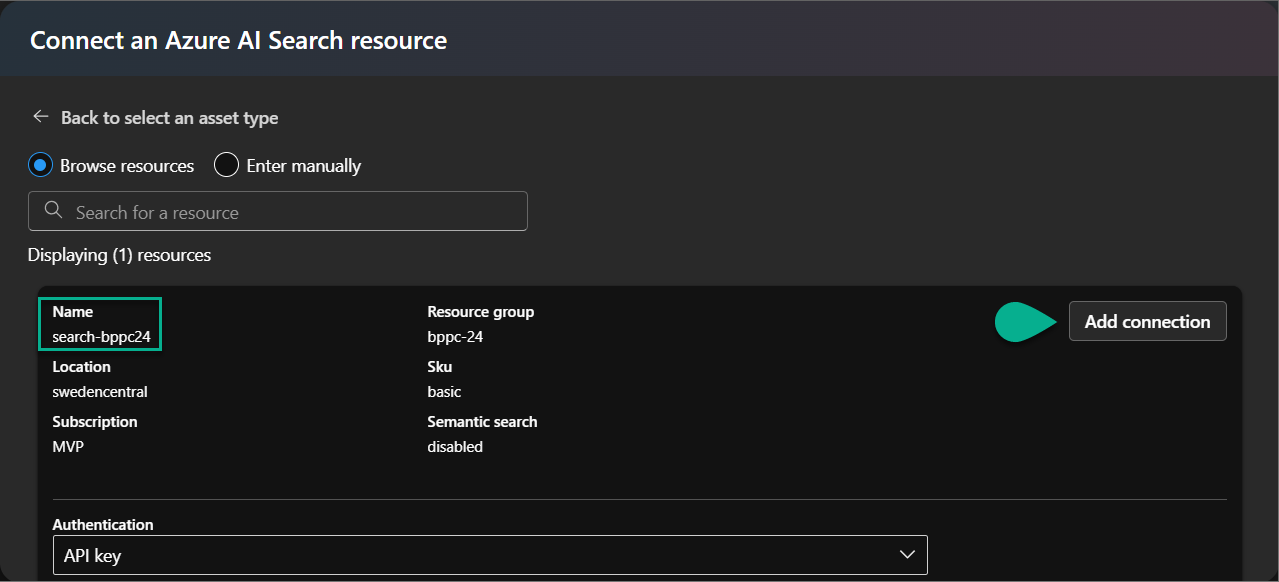 Connect an Azure AI Search resource
Back to select an asset type
Browse resources
Enter manually
Search for a resource
Displaying (1) resources
Name
search-bppc24
Resource group
bppc-24
Add connection
Location
swedencentral
Sku
basic
Subscription
MVP
Semantic search
disabled
Authentication
API key